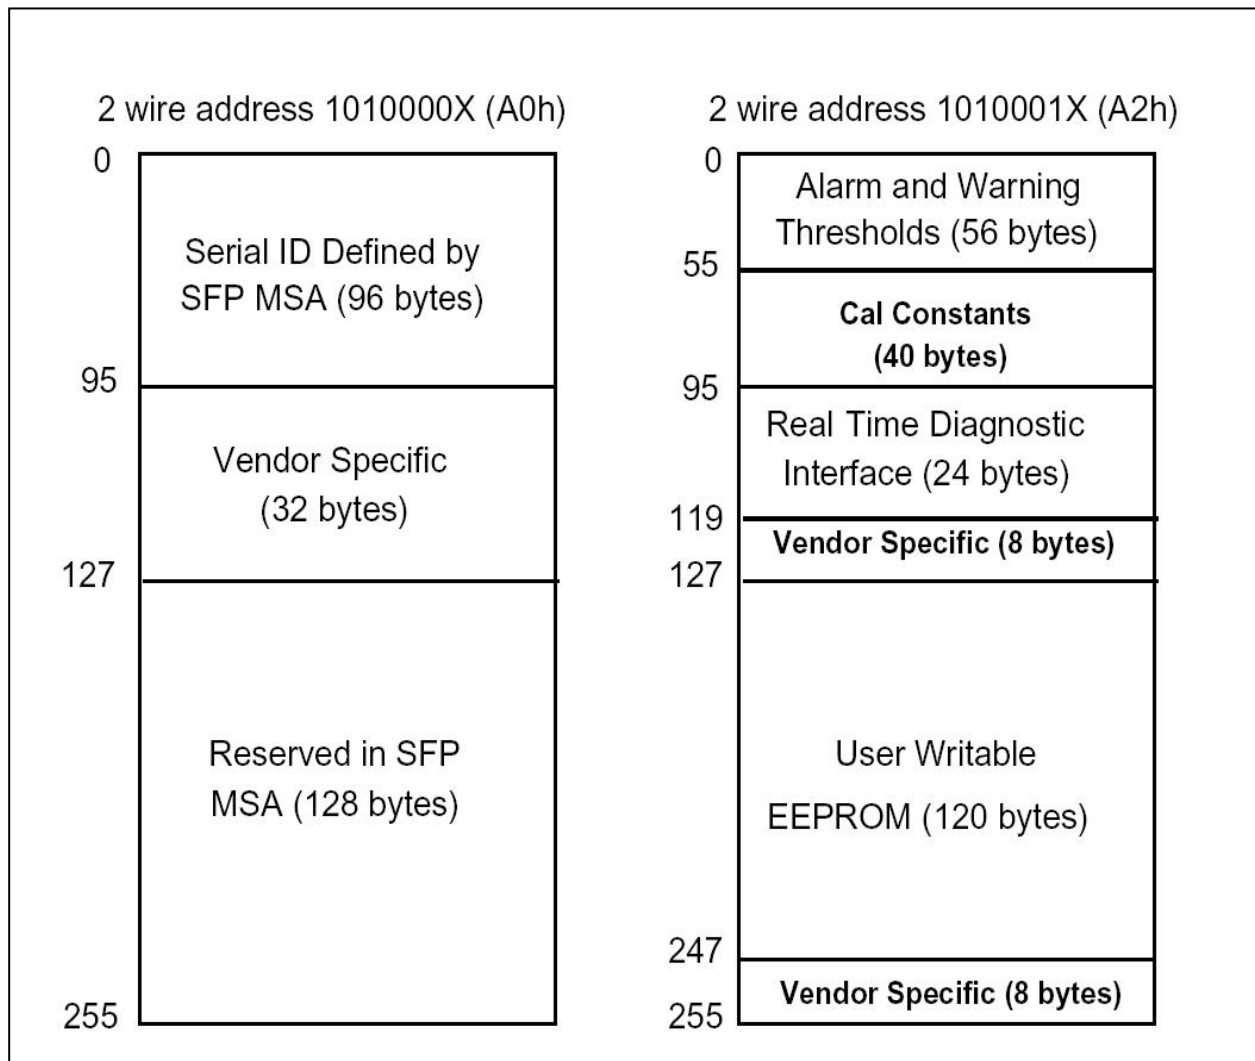 2 wire address 1010000X (A0h)
0
Serial ID Defined by
SFP MSA (96 bytes)
95
Vendor Specific
(32 bytes)
127
Reserved in SFP
MSA (128 bytes)
255
2 wire address 1010001X (A2h)
0
Alarm and Warning
Thresholds (56 bytes)
55
Cal Constants
(40 bytes)
95
Real Time Diagnostic
Interface (24 bytes)
119
Vendor Specific (8 bytes)
127
User Writable
EEPROM (120 bytes)
247
Vendor Specific (8 bytes)
255